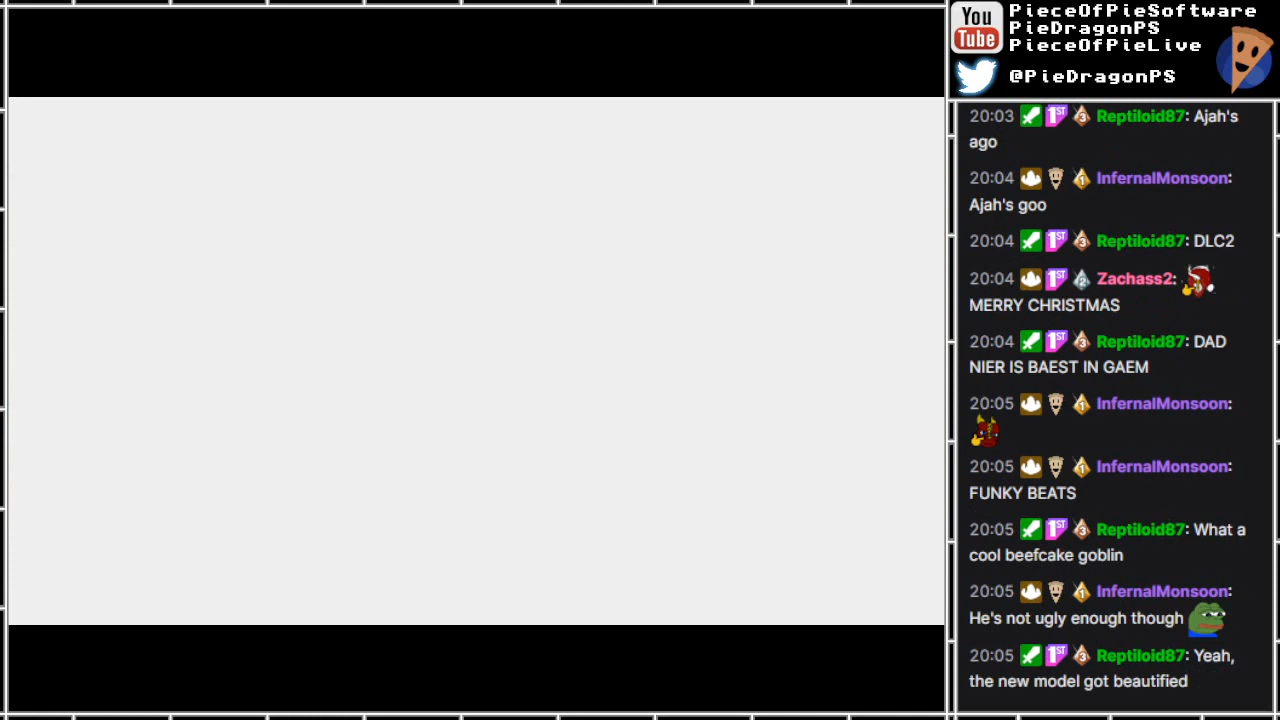 You
Tube
PieceOfPieSoftware
PieDragonPS
PieceOfPieLive
@PieDragonPS
20:03 1ST 3 Reptiloid87: Ajah's
ago
20:04 1 InfernalMonsoon:
Ajah's goo
20:04 1ST 3 Reptiloid87: DLC2
20:04 1ST 2 Zachass2:
MERRY CHRISTMAS
20:04 1ST 3 Reptiloid87: DAD
NIER IS BAEST IN GAEM
20:05 1 InfernalMonsoon:
20:05 1 InfernalMonsoon:
FUNKY BEATS
20:05 1ST 3 Reptiloid87: What a
cool beefcake goblin
20:05 1 InfernalMonsoon:
He's not ugly enough though
20:05 1ST 3 Reptiloid87: Yeah,
the new model got beautified